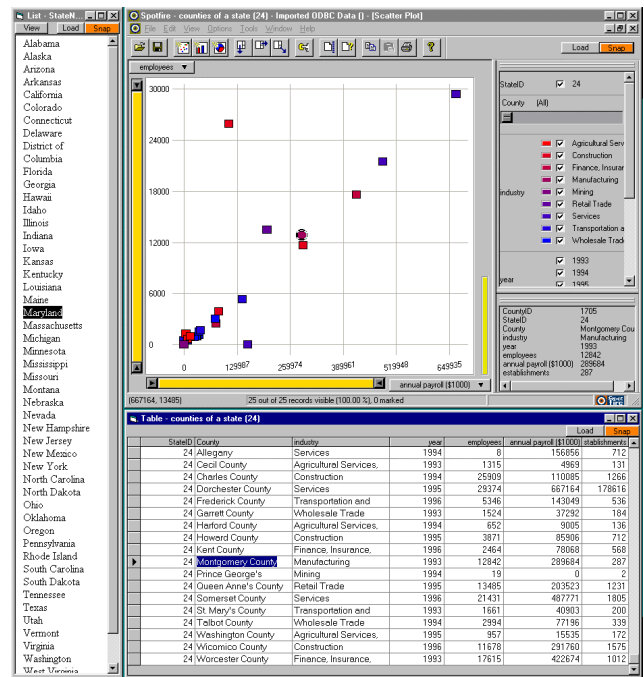 List - StateN...
View Load Snap
Alabama
Alaska
Arizona
Arkansas
California
Colorado
Connecticut
Delaware
District of
Columbia
Florida
Georgia
Hawaii
Idaho
Illinois
Indiana
Iowa
Kansas
Kentucky
Louisiana
Maine
Maryland
Massachusetts
Michigan
Minnesota
Mississippi
Missouri
Montana
Nebraska
Nevada
New Hampshire
New Jersey
New Mexico
New York
North Carolina
North Dakota
Ohio
Oklahoma
Oregon
Pennsylvania
Rhode Island
South Carolina
South Dakota
Tennessee
Texas
Utah
Vermont
Virginia
Washington
West Virginia
Spotfire - counties of a state (24) - Imported ODBC Data () - [Scatter Plot]
File Edit View Options Tools Window Help
Load Snap
employees
30000
24000
18000
12000
6000
0
0 129987 259974 389961 519948 649935
annual payroll ($1000)
StateID 24
County (All)
industry
Agricultural Serv
Construction
Finance, Insuran
Manufacturing
Mining
Retail Trade
Services
Transportation a
Wholesale Trad
year
1993
1994
1995
CountyID 1705
StateID 24
County Montgomery Cou
industry Manufacturing
year 1993
employees 12842
annual payroll ($1000) 289684
establishments 287
(667164, 13485) 25 out of 25 records visible (100.00 %), 0 marked
Table - counties of a state (24)
Load Snap
StateID County industry year employees annual payroll ($1000) stablishments
24 Allegany Services 1994 8 156856 712
24 Cecil County Agricultural Services, 1993 1315 4969 131
24 Charles County Construction 1994 25909 110085 1266
24 Dorchester County Services 1995 29374 667164 178616
24 Frederick County Transportation and 1996 5346 143049 536
24 Garrett County Wholesale Trade 1993 1524 37292 184
24 Harford County Agricultural Services, 1994 652 9005 136
24 Howard County Construction 1995 3871 85906 712
24 Kent County Finance, Insurance, 1996 2464 78068 568
24 Montgomery County Manufacturing 1993 12842 289684 287
24 Prince George's Mining 1994 19 0 2
24 Queen Anne's County Retail Trade 1995 13485 203523 1231
24 Somerset County Services 1996 21431 487771 1805
24 St. Mary's County Transportation and 1993 1661 40903 200
24 Talbot County Wholesale Trade 1994 2994 77196 339
24 Washington County Agricultural Services, 1995 957 15535 172
24 Wicomico County Construction 1996 11678 291760 1575
24 Worcester County Finance, Insurance, 1993 17615 422674 1012